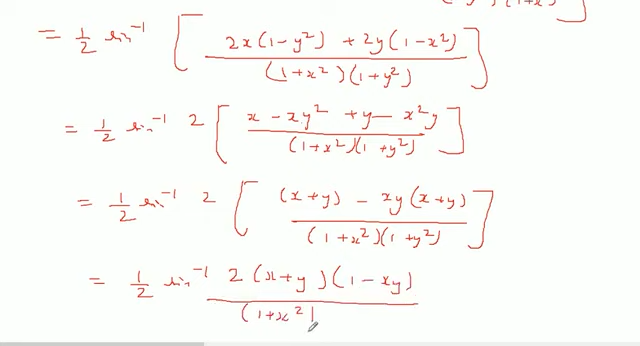 (1+x²)
= 1/2 sin⁻¹ [ 2x(1-y²) + 2y(1-x²) / (1+x²)(1+y²) ]
= 1/2 sin⁻¹ 2 [ x - xy² + y - x²y / (1+x²)(1+y²) ]
= 1/2 sin⁻¹ 2 [ (x+y) - xy(x+y) / (1+x²)(1+y²) ]
= 1/2 sin⁻¹ 2(x+y)(1-xy) / (1+x²)